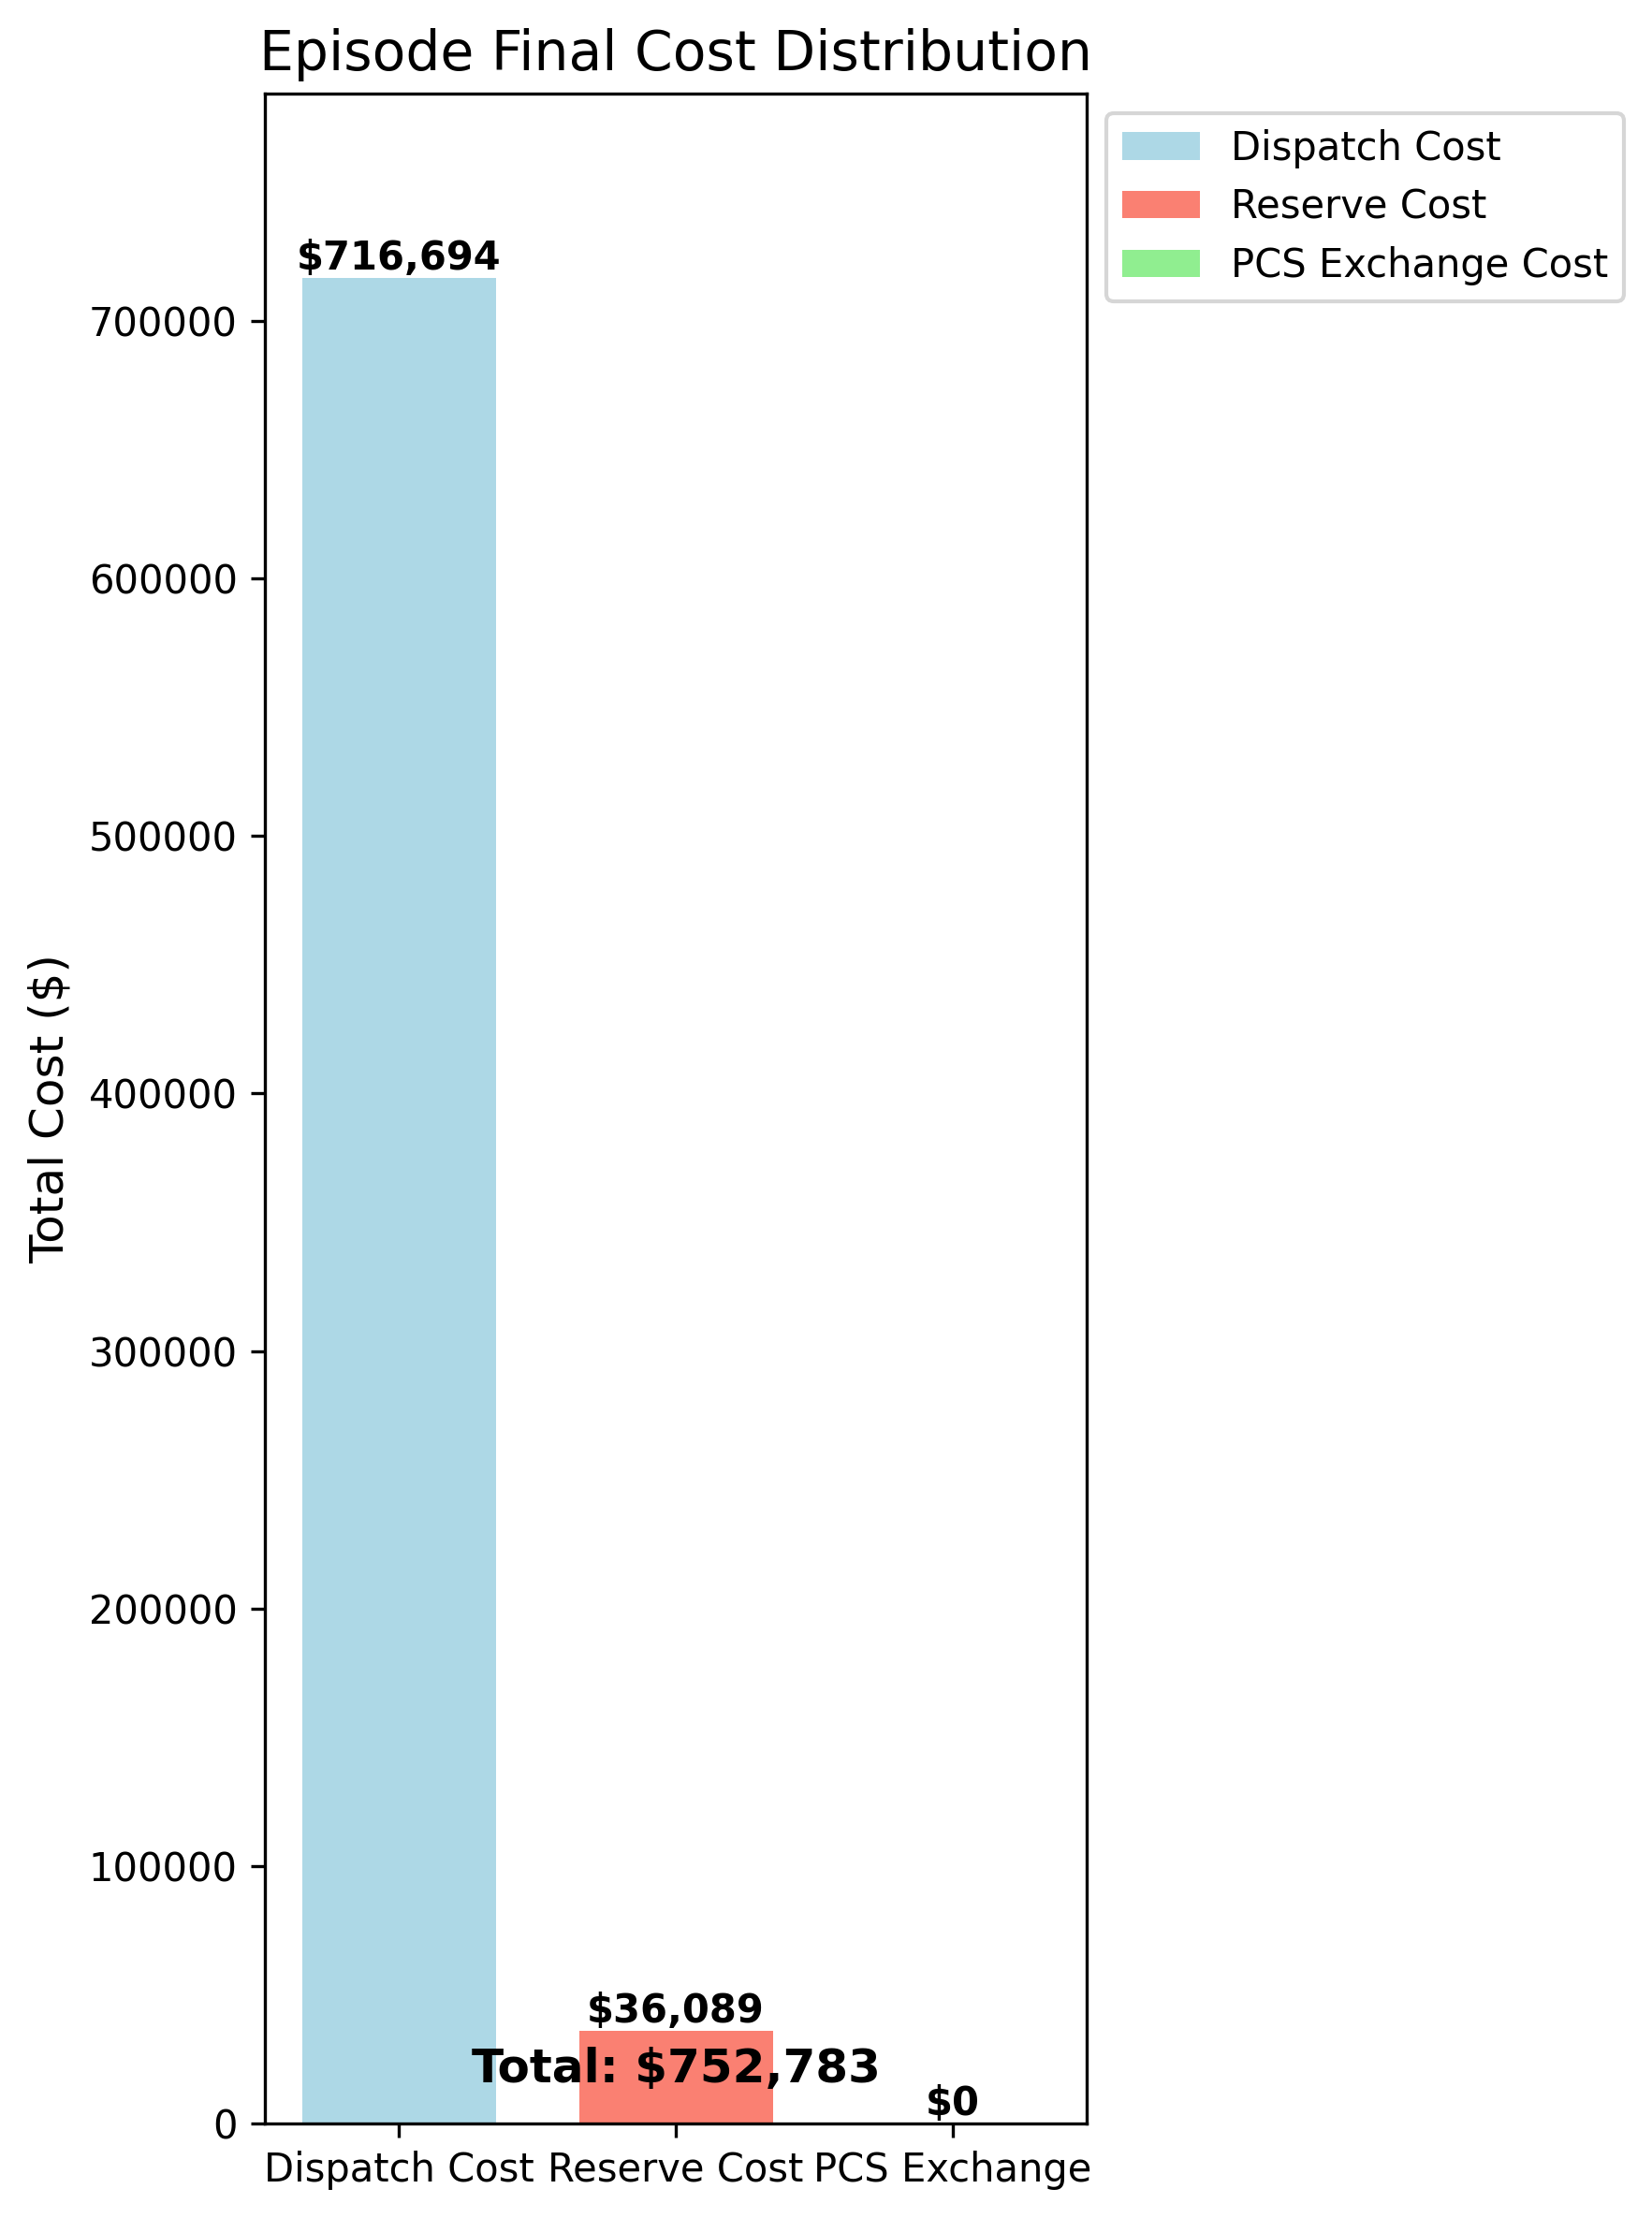 Episode Final Cost Distribution
Dispatch Cost
Reserve Cost
PCS Exchange Cost
$716,694
700000
600000
500000
400000
300000
200000
100000
0
Total Cost ($)
$36,089
Total: $752,783
$0
Dispatch Cost
Reserve Cost
PCS Exchange